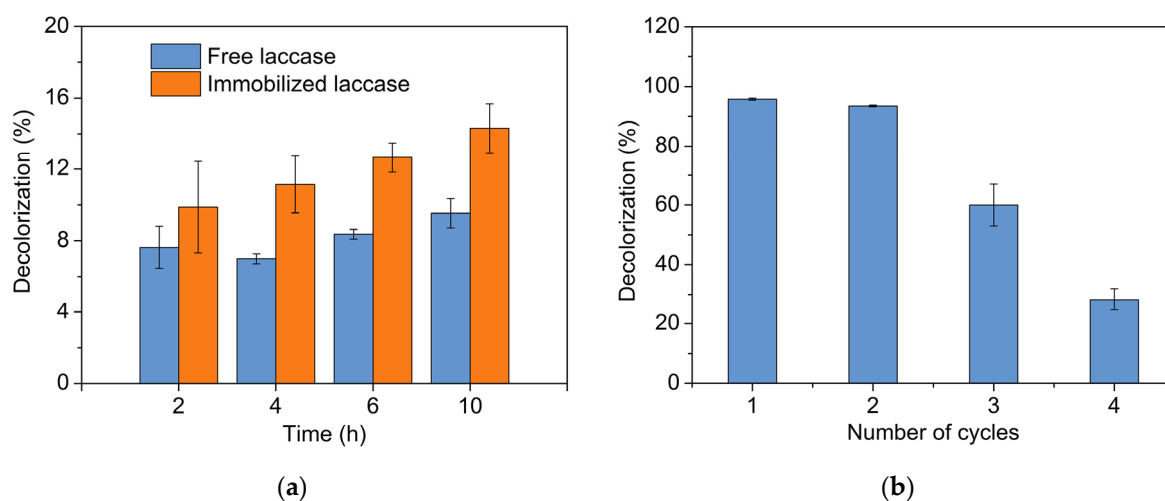 20
16
12
8
4
0
Decolorization (%)
Free laccase
Immobilized laccase
2 4 6 10
Time (h)
(a)
120
100
80
60
40
20
0
Decolorization (%)
1 2 3 4
Number of cycles
(b)